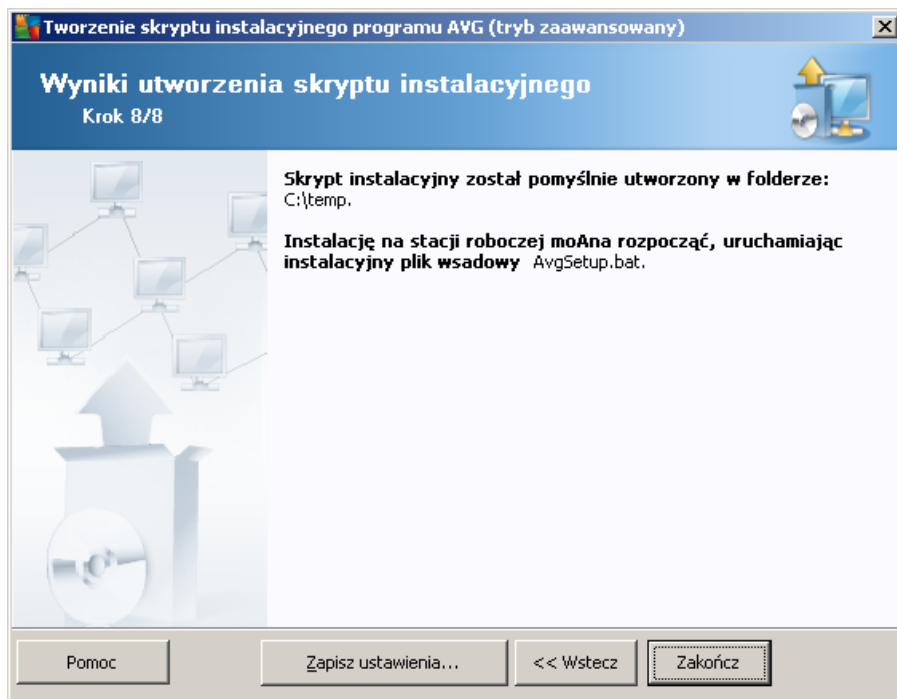 Tworzenie skryptu instalacyjnego programu AVG (tryb zaawansowany)
Wyniki utworzenia skryptu instalacyjnego
Krok 8/8
Skrypt instalacyjny został pomyślnie utworzony w folderze:
C:\temp.
Instalację na stacji roboczej moAna rozpocząć, uruchamiając
instalacyjny plik wsadowy AvgSetup.bat.
Pomoc
Zapisz ustawienia...
<< Wstecz
Zakończ